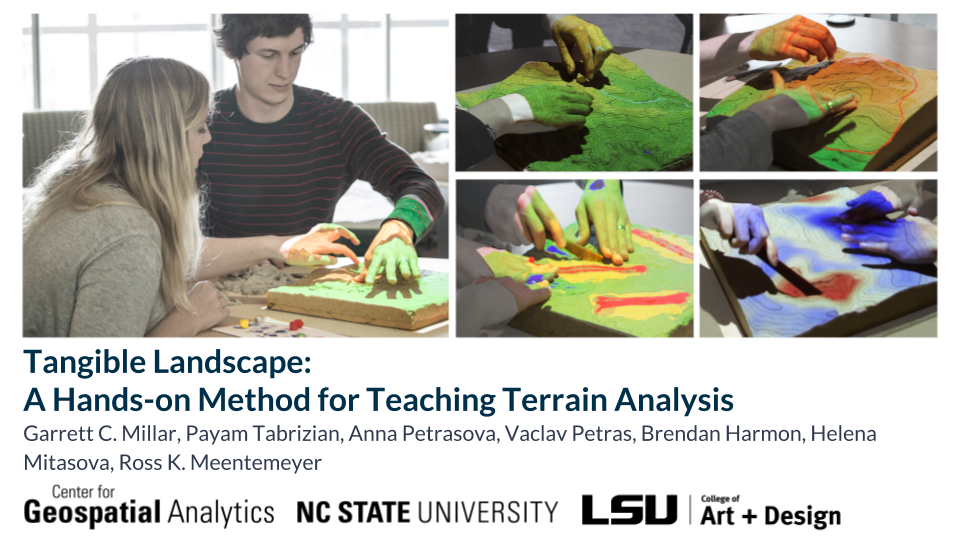 Tangible Landscape:
A Hands-on Method for Teaching Terrain Analysis
Garrett C. Millar, Payam Tabrizian, Anna Petrasova, Vaclav Petras, Brendan Harmon, Helena
Mitasova, Ross K. Meentemeyer
Center for
Geospatial Analytics
NC STATE UNIVERSITY
LSU
College of
Art + Design